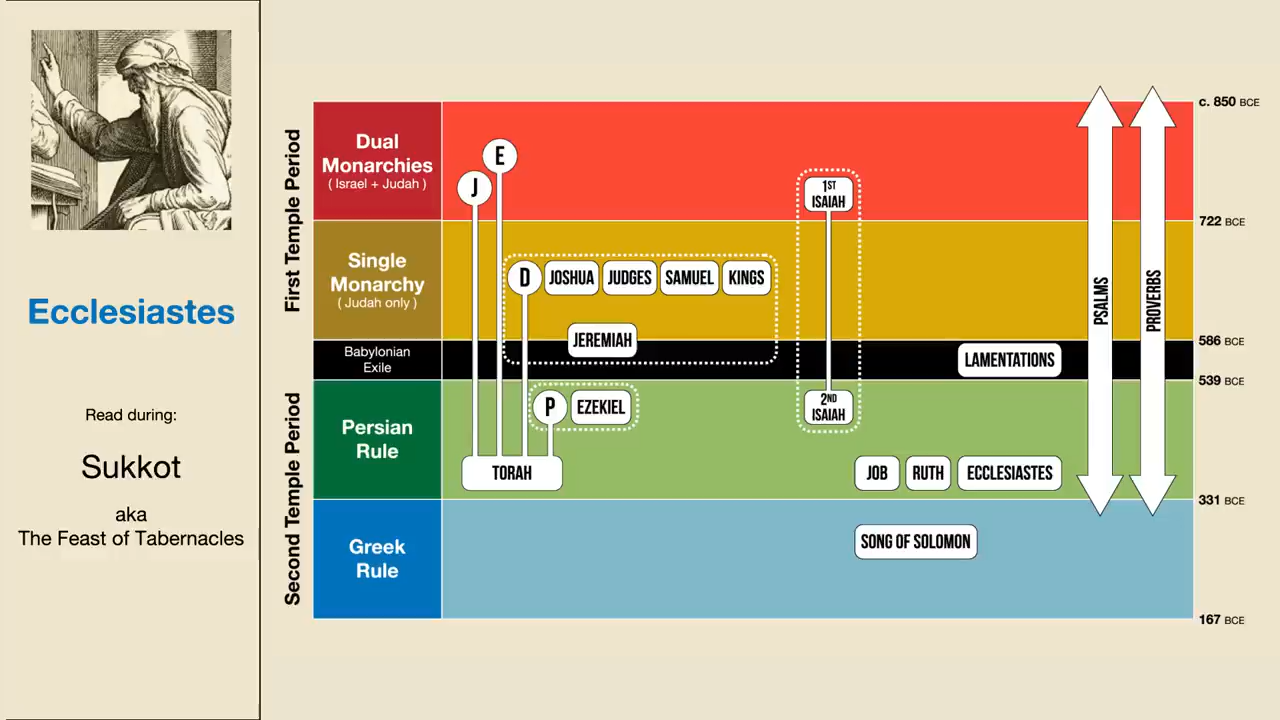 Ecclesiastes
Read during:
Sukkot
aka
The Feast of Tabernacles
First Temple Period
Second Temple Period
Dual
Monarchies
( Israel + Judah )
Single
Monarchy
( Judah only )
Babylonian
Exile
Persian
Rule
Greek
Rule
E
J
1ST
ISAIAH
D
JOSHUA
JUDGES
SAMUEL
KINGS
JEREMIAH
LAMENTATIONS
P
EZEKIEL
2ND
ISAIAH
TORAH
JOB
RUTH
ECCLESIASTES
SONG OF SOLOMON
PSALMS
PROVERBS
c. 850 BCE
722 BCE
586 BCE
539 BCE
331 BCE
167 BCE